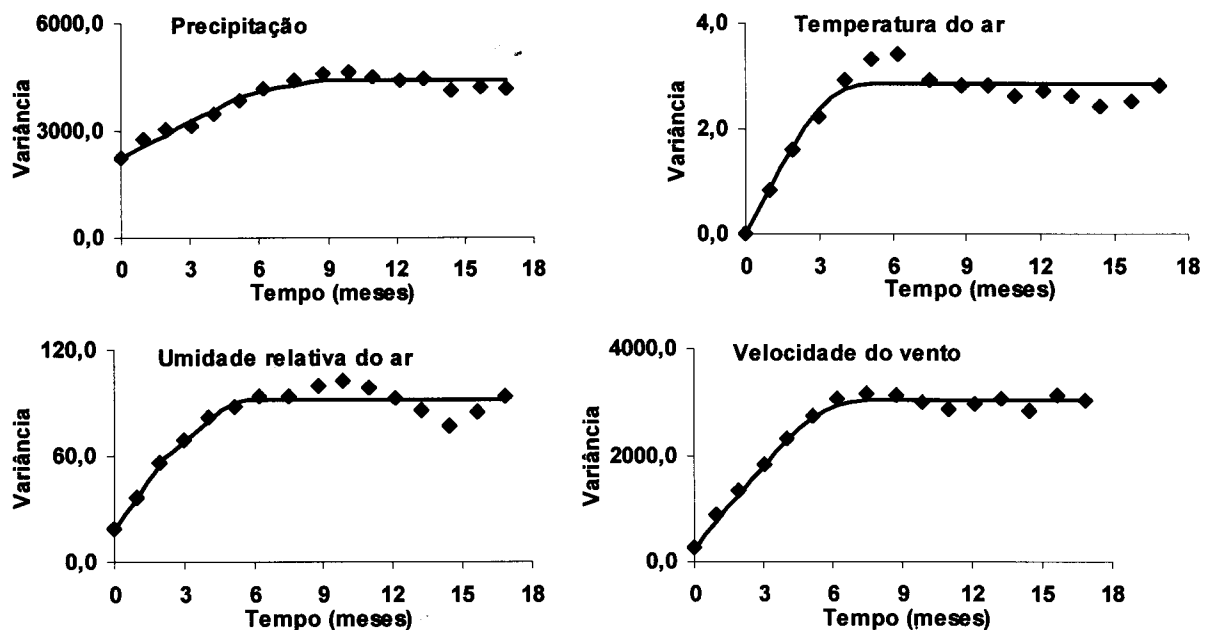 Precipitação
6000,0
3000,0
0,0
Variância
0 3 6 9 12 15 18
Tempo (meses)
Temperatura do ar
4,0
2,0
0,0
Variância
0 3 6 9 12 15 18
Tempo (meses)
Umidade relativa do ar
120,0
60,0
0,0
Variância
0 3 6 9 12 15 18
Tempo (meses)
Velocidade do vento
4000,0
2000,0
0,0
Variância
0 3 6 9 12 15 18
Tempo (meses)